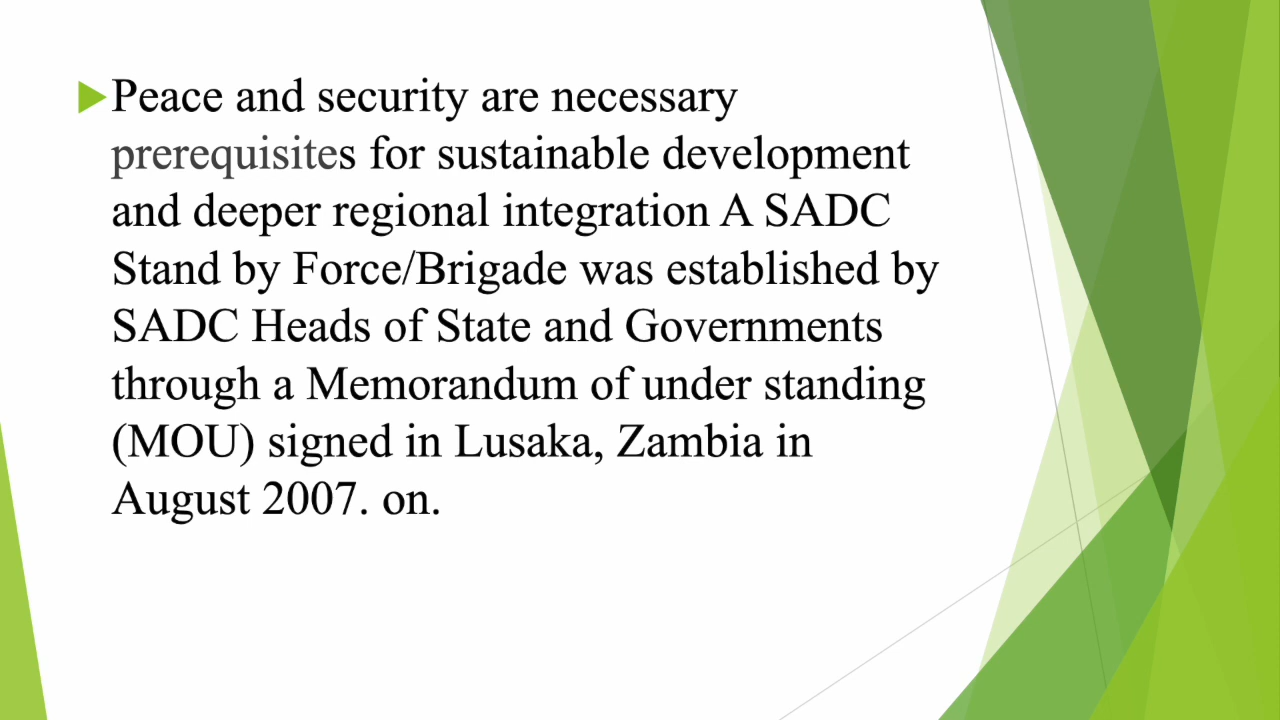 Peace and security are necessary
prerequisites for sustainable development
and deeper regional integration A SADC
Stand by Force/Brigade was established by
SADC Heads of State and Governments
through a Memorandum of under standing
(MOU) signed in Lusaka, Zambia in
August 2007. on.